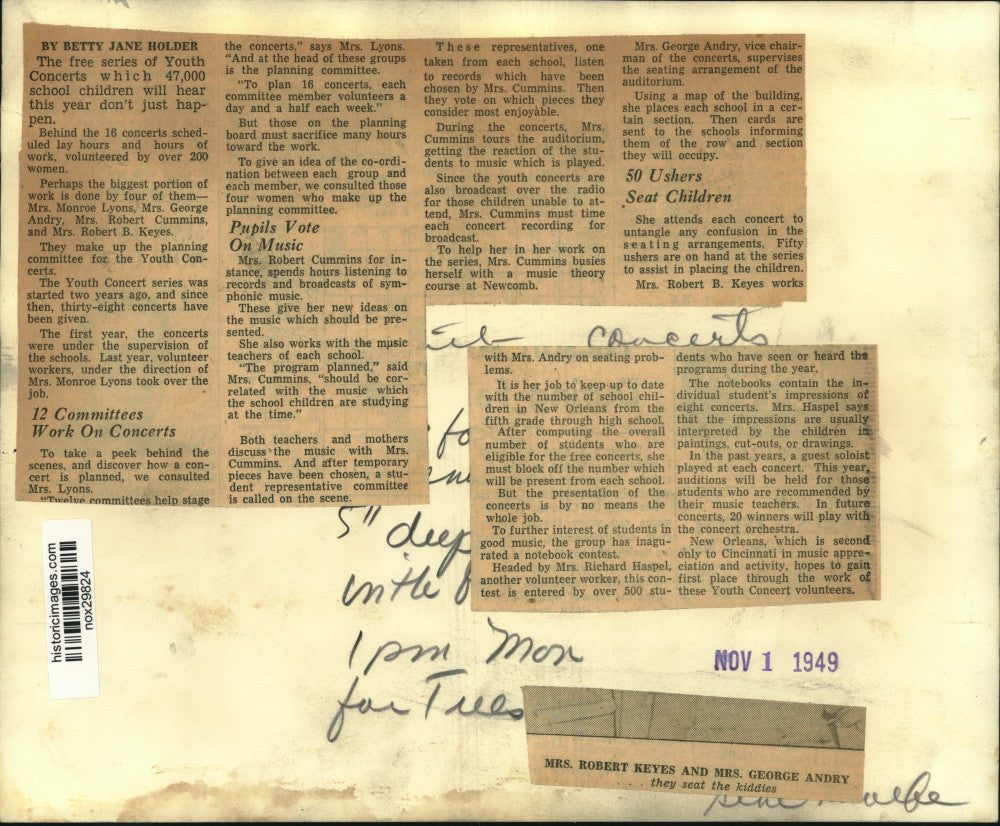 BY BETTY JANE HOLDER
The free series of Youth
Concerts which 47,000
school children will hear
this year don't just hap-
pen.
Behind the 16 concerts sched-
uled lay hours and hours of
work, volunteered by over 200
women.
Perhaps the biggest portion of
work is done by four of them—
Mrs. Monroe Lyons, Mrs. George
Andry, Mrs. Robert Cummins,
and Mrs. Robert B. Keyes.
They make up the planning
committee for the Youth Con-
certs.
The Youth Concert series was
started two years ago, and since
then, thirty-eight concerts have
been given.
The first year, the concerts
were under the supervision of
the schools. Last year, volunteer
workers, under the direction of
Mrs. Monroe Lyons took over the
job.
12 Committees
Work On Concerts
To take a peek behind the
scenes, and discover how a con-
cert is planned, we consulted
Mrs. Lyons.
"Twelve committees help stage
the concerts," says Mrs. Lyons.
"And at the head of these groups
is the planning committee.
"To plan 16 concerts, each
committee member volunteers a
day and a half each week."
But those on the planning
board must sacrifice many hours
toward the work.
To give an idea of the co-ordi-
nation between each group and
each member, we consulted those
four women who make up the
planning committee.
Pupils Vote
On Music
Mrs. Robert Cummins for in-
stance, spends hours listening to
records and broadcasts of sym-
phonic music.
These give her new ideas on
the music which should be pre-
sented.
She also works with the music
teachers of each school.
"The program planned," said
Mrs. Cummins, "should be cor-
related with the music which
the school children are studying
at the time."
Both teachers and mothers
discuss the music with Mrs.
Cummins. And after temporary
pieces have been chosen, a stu-
dent representative committee
is called on the scene.
These representatives, one
taken from each school, listen
to records which have been
chosen by Mrs. Cummins. Then
they vote on which pieces they
consider most enjoyable.
During the concerts, Mrs.
Cummins tours the auditorium,
getting the reaction of the stu-
dents to music which is played.
Since the youth concerts are
also broadcast over the radio
for those children unable to at-
tend, Mrs. Cummins must time
each concert recording for
broadcast.
To help her in her work on
the series, Mrs. Cummins busies
herself with a music theory
course at Newcomb.
Mrs. George Andry, vice chair-
man of the concerts, supervises
the seating arrangement of the
auditorium.
Using a map of the building,
she places each school in a cer-
tain section. Then cards are
sent to the schools informing
them of the row and section
they will occupy.
50 Ushers
Seat Children
She attends each concert to
untangle any confusion in the
seating arrangements. Fifty
ushers are on hand at the series
to assist in placing the children.
Mrs. Robert B. Keyes works
with Mrs. Andry on seating prob-
lems.
It is her job to keep up to date
with the number of school chil-
dren in New Orleans from the
fifth grade through high school.
After computing the overall
number of students who are
eligible for the free concerts, she
must block off the number which
will be present from each school.
But the presentation of the
concerts is by no means the
whole job.
To further interest of students in
good music, the group has inagu-
rated a notebook contest.
Headed by Mrs. Richard Haspel,
another volunteer worker, this con-
test is entered by over 500 stu-
dents who have seen or heard the
programs during the year.
The notebooks contain the in-
dividual student's impressions of
eight concerts. Mrs. Haspel says
that the impressions are usually
interpreted by the children in
paintings, cut-outs, or drawings.
In the past years, a guest soloist
played at each concert. This year,
auditions will be held for those
students who are recommended by
their music teachers. In future
concerts, 20 winners will play with
the concert orchestra.
New Orleans, which is second
only to Cincinnati in music appre-
ciation and activity, hopes to gain
first place through the work of
these Youth Concert volunteers.
concerts
5" deep
1 pm Mon
for
NOV 1 1949
MRS. ROBERT KEYES AND MRS. GEORGE ANDRY
. . . they seat the kiddies
historicimages.com
nox29824